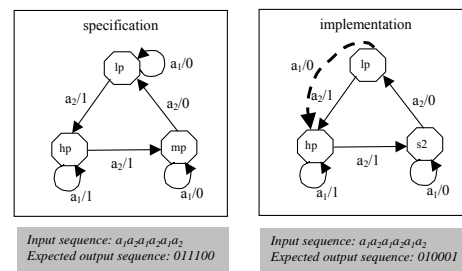 specification
lp
a₁/0
a₂/1
a₂/0
hp
mp
a₂/1
a₁/1
a₁/0
Input sequence: a₁a₂a₁a₂a₁a₂
Expected output sequence: 011100
implementation
a₁/0
lp
a₂/1
a₂/0
hp
s2
a₂/1
a₁/1
a₁/0
Input sequence: a₁a₂a₁a₂a₁a₂
Expected output sequence: 010001